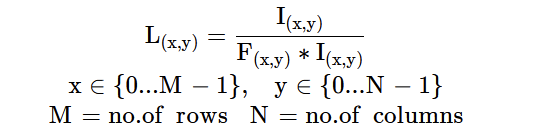 L(x,y) = I(x,y) / F(x,y) ∗ I(x,y)
x ∈ {0...M − 1}, y ∈ {0...N − 1}
M = no.of rows N = no.of columns